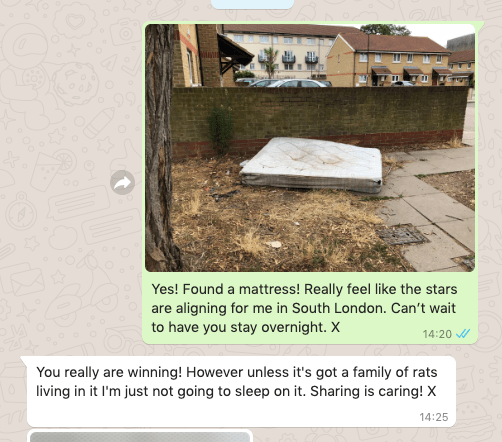 Yes! Found a mattress! Really feel like the stars
are aligning for me in South London. Can’t wait
to have you stay overnight. X
14:20
You really are winning! However unless it's got a family of rats
living in it I'm just not going to sleep on it. Sharing is caring! X
14:25